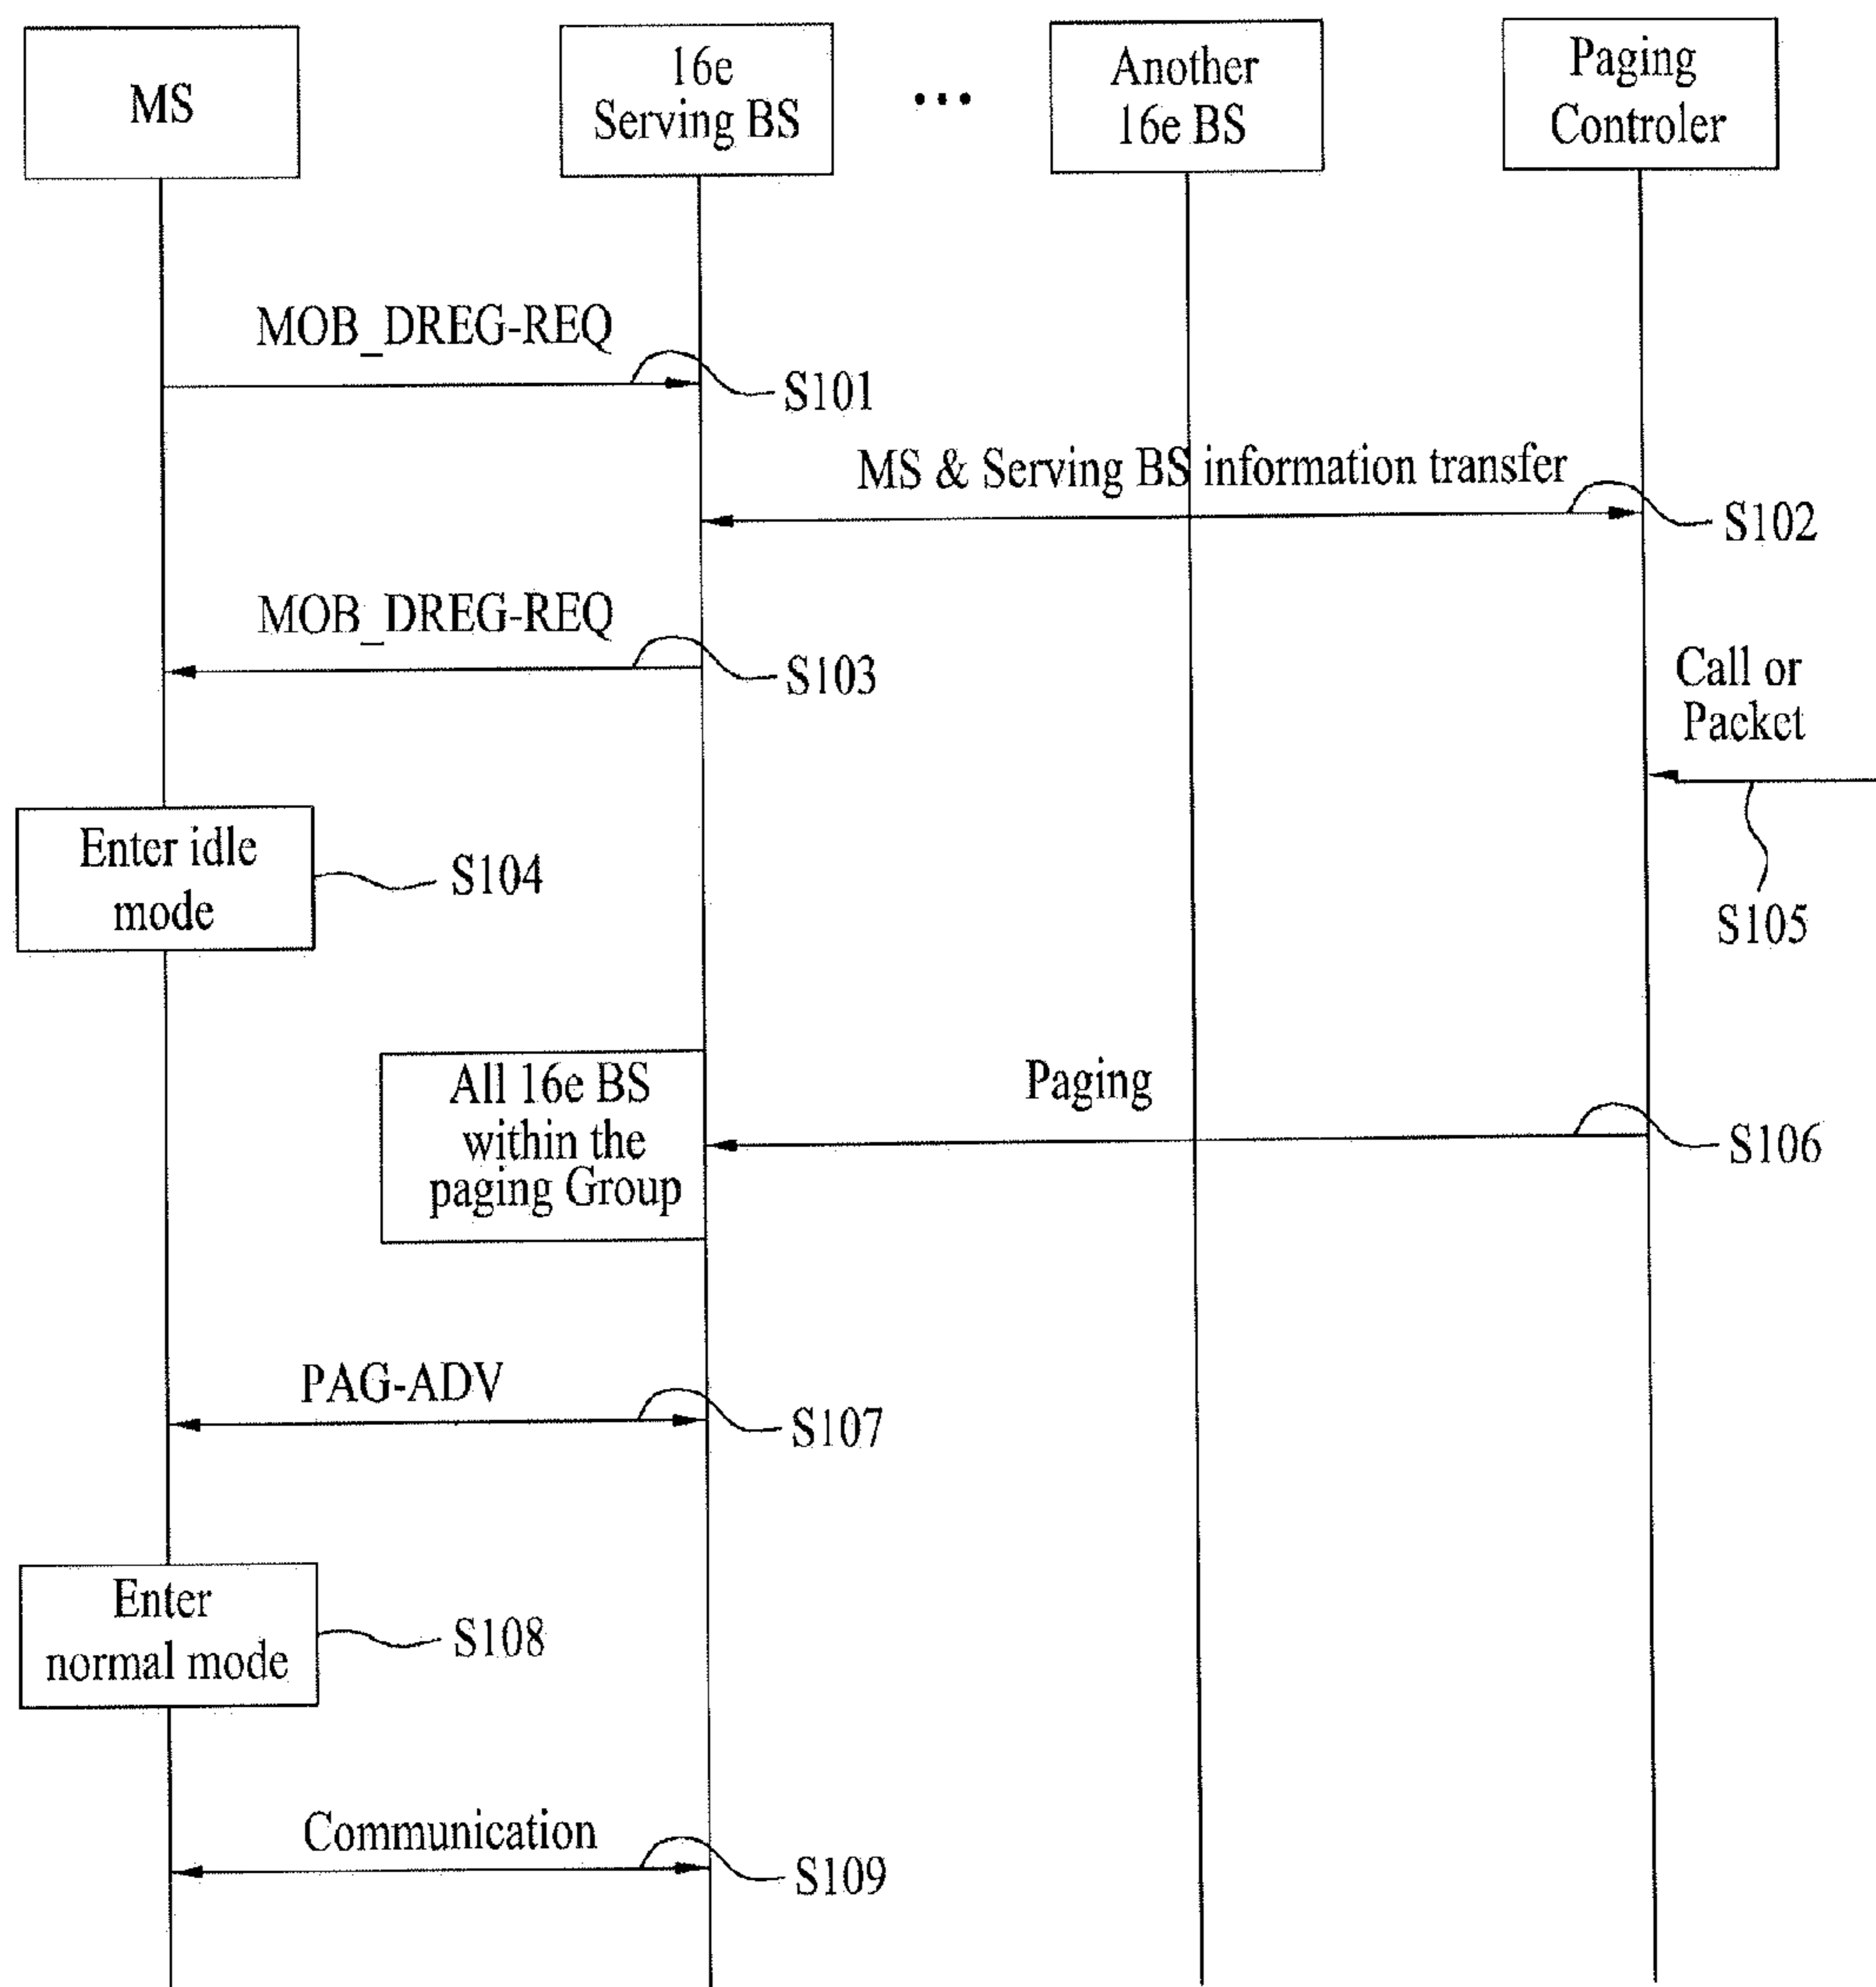 MS
16e
Serving BS
...
Another
16e BS
Paging
Controler
MOB_DREG-REQ
S101
MS & Serving BS information transfer
S102
MOB_DREG-REQ
S103
Call or
Packet
S105
Enter idle
mode
S104
All 16e BS
within the
paging Group
Paging
S106
PAG-ADV
S107
Enter
normal mode
S108
Communication
S109